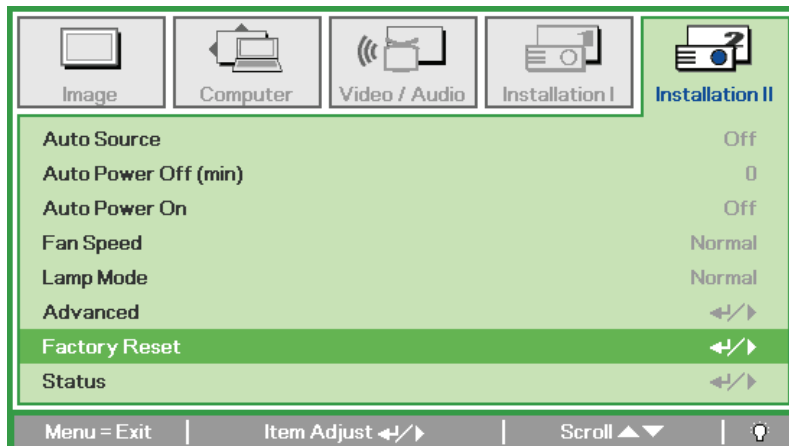 Image Computer Video / Audio Installation I Installation II
Auto Source Off
Auto Power Off (min) 0
Auto Power On Off
Fan Speed Normal
Lamp Mode Normal
Advanced ↵/▶
Factory Reset ↵/▶
Status ↵/▶
Menu = Exit | Item Adjust ↵/▶ | Scroll ▲▼ |